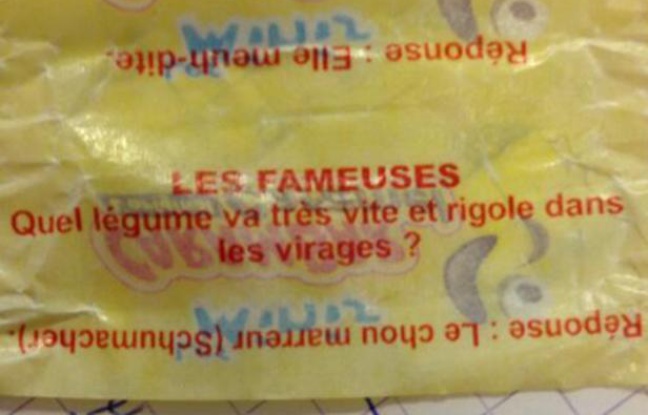 Réponse : Elle meuh-dite.
LES FAMEUSES
Quel légume va très vite et rigole dans
les virages ?
Réponse : Le chou marreur (Schumacher).